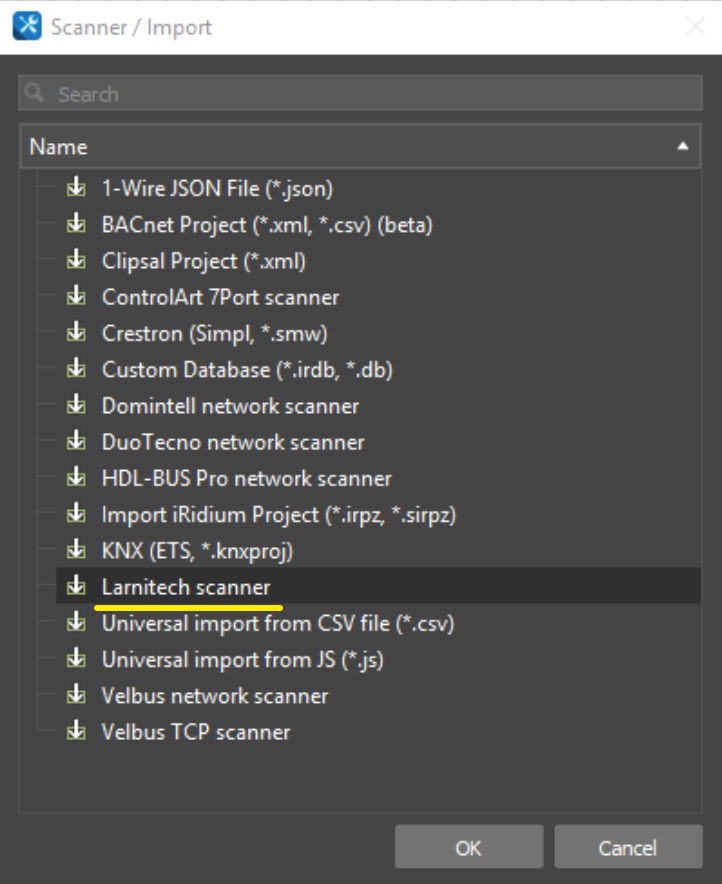 Scanner / Import
Search
Name
1-Wire JSON File (*.json)
BACnet Project (*.xml, *.csv) (beta)
Clipsal Project (*.xml)
ControlArt 7Port scanner
Crestron (Simpl, *.smw)
Custom Database (*.irdb, *.db)
Domintell network scanner
DuoTecno network scanner
HDL-BUS Pro network scanner
Import iRidium Project (*.irpz, *.sirpz)
KNX (ETS, *.knxproj)
Larnitech scanner
Universal import from CSV file (*.csv)
Universal import from JS (*.js)
Velbus network scanner
Velbus TCP scanner
OK Cancel